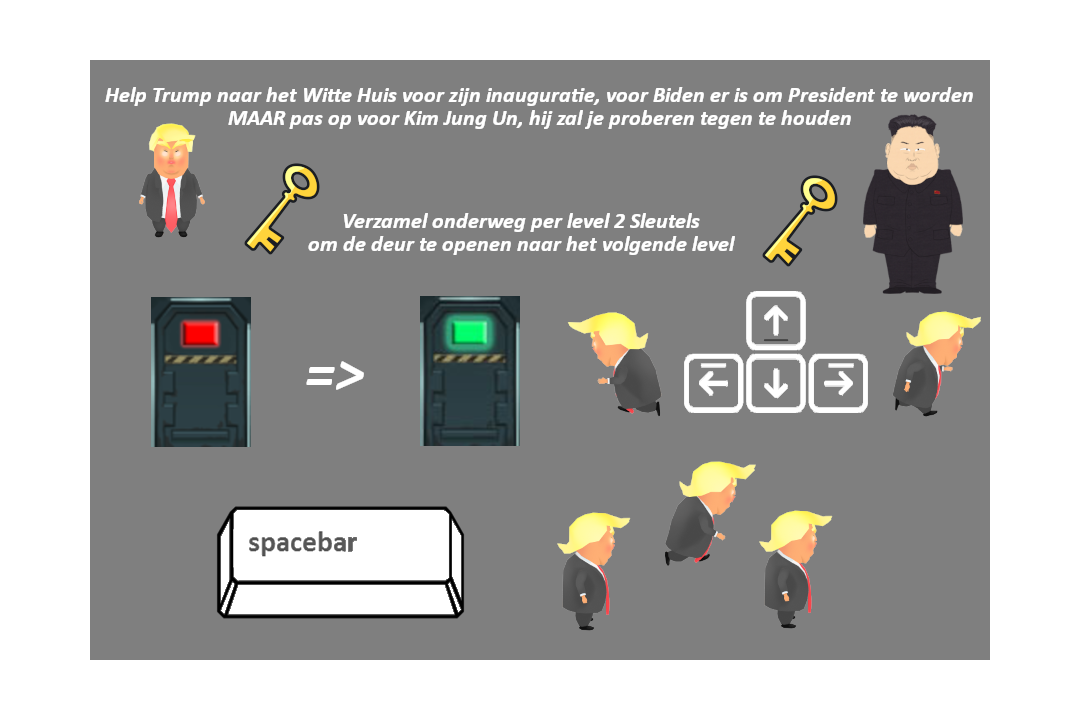 Help Trump naar het Witte Huis voor zijn inauguratie, voor Biden er is om President te worden
MAAR pas op voor Kim Jung Un, hij zal je proberen tegen te houden
Verzamel onderweg per level 2 Sleutels
om de deur te openen naar het volgende level
=>
spacebar